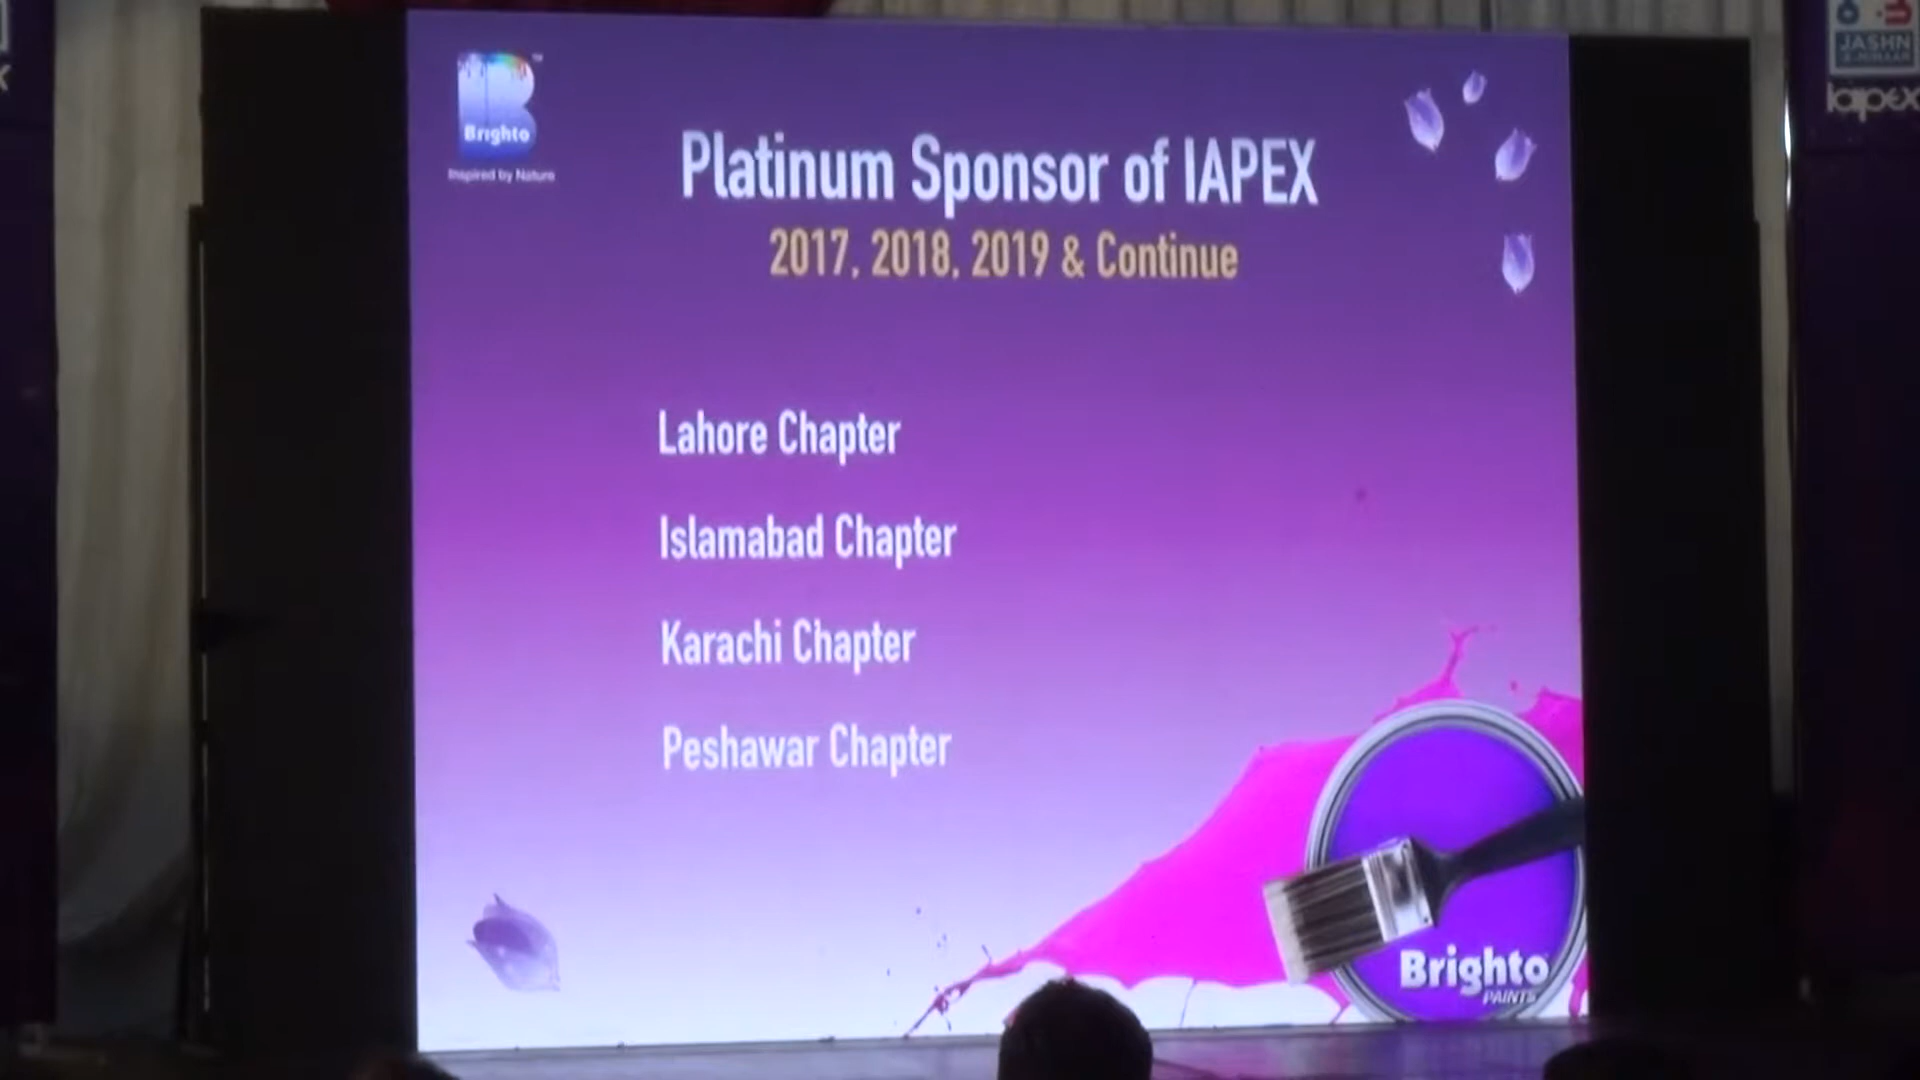 Brighto
Inspired by Nature
Platinum Sponsor of IAPEX
2017, 2018, 2019 & Continue
Lahore Chapter
Islamabad Chapter
Karachi Chapter
Peshawar Chapter
Brighto
PAINTS
JASHN
iapex